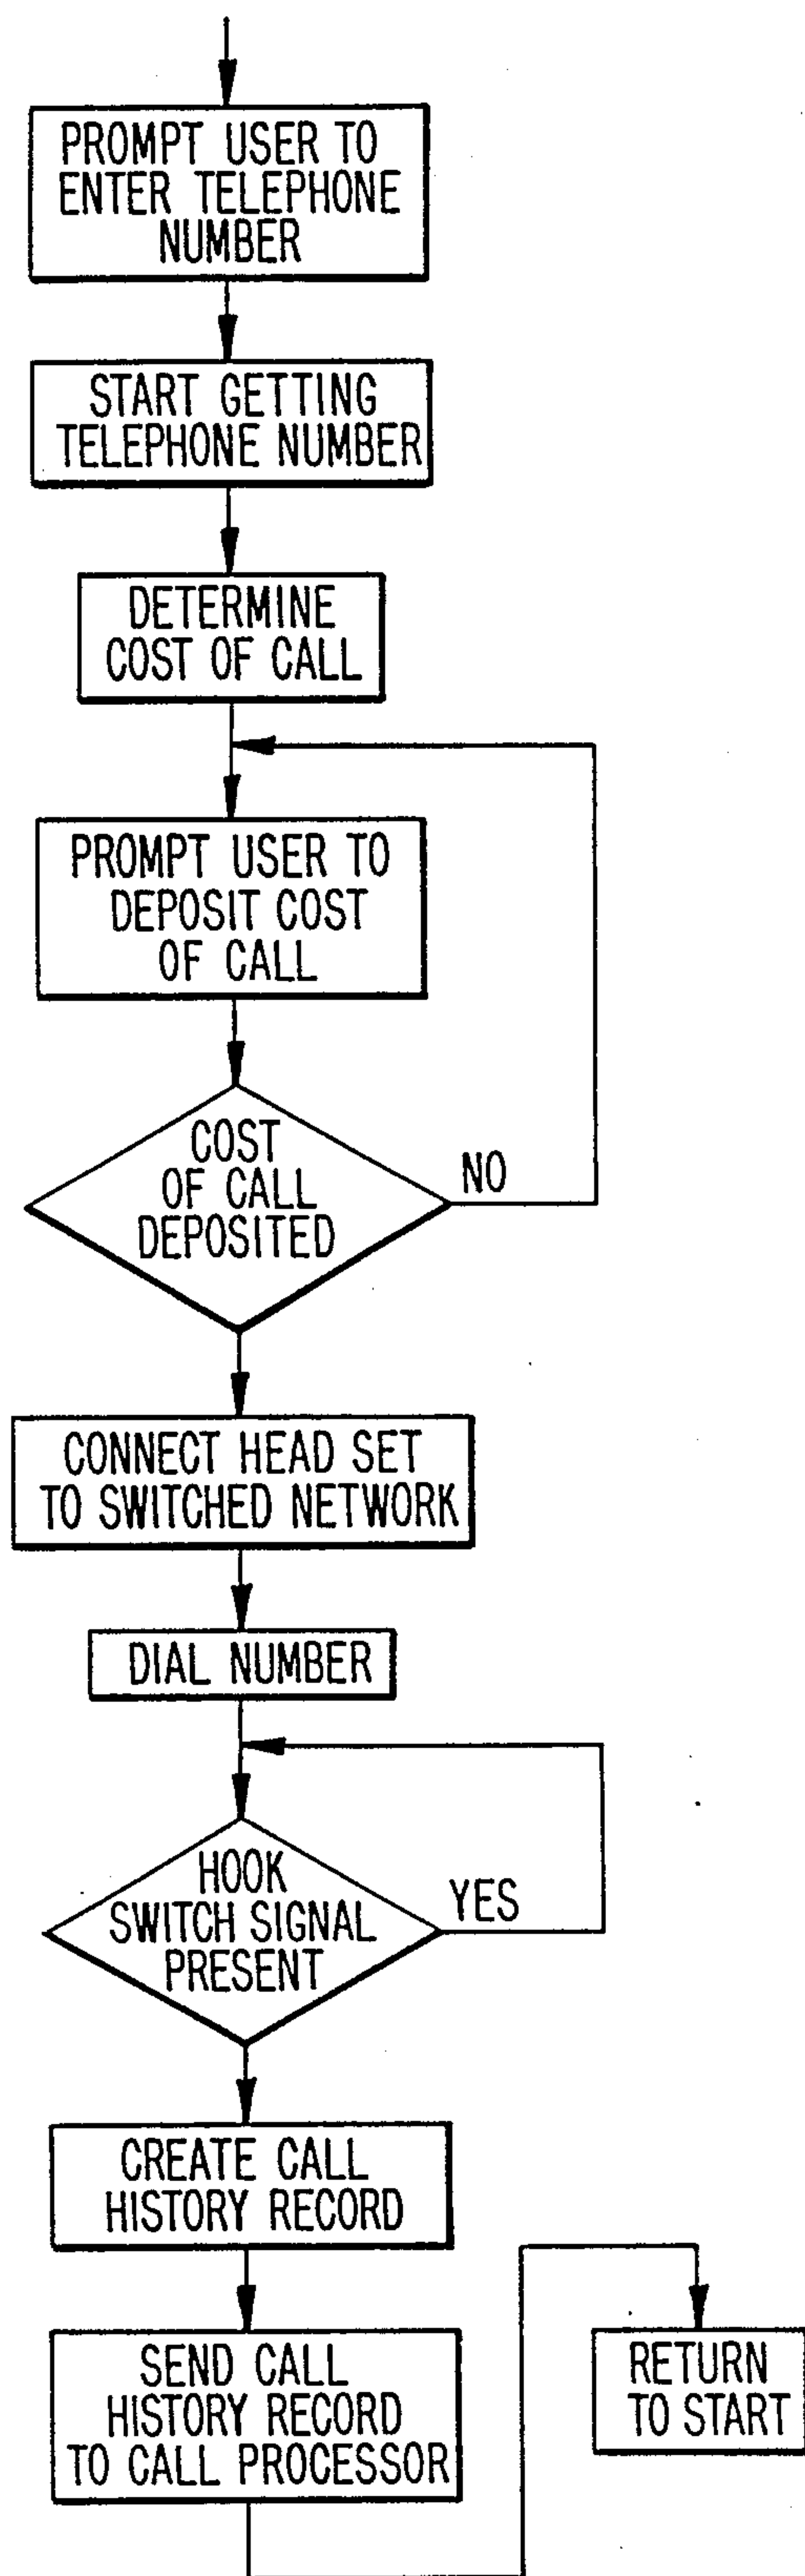 PROMPT USER TO
ENTER TELEPHONE
NUMBER
START GETTING
TELEPHONE NUMBER
DETERMINE
COST OF CALL
PROMPT USER TO
DEPOSIT COST
OF CALL
COST
OF CALL
DEPOSITED
NO
CONNECT HEAD SET
TO SWITCHED NETWORK
DIAL NUMBER
HOOK
SWITCH SIGNAL
PRESENT
YES
CREATE CALL
HISTORY RECORD
SEND CALL
HISTORY RECORD
TO CALL PROCESSOR
RETURN
TO START